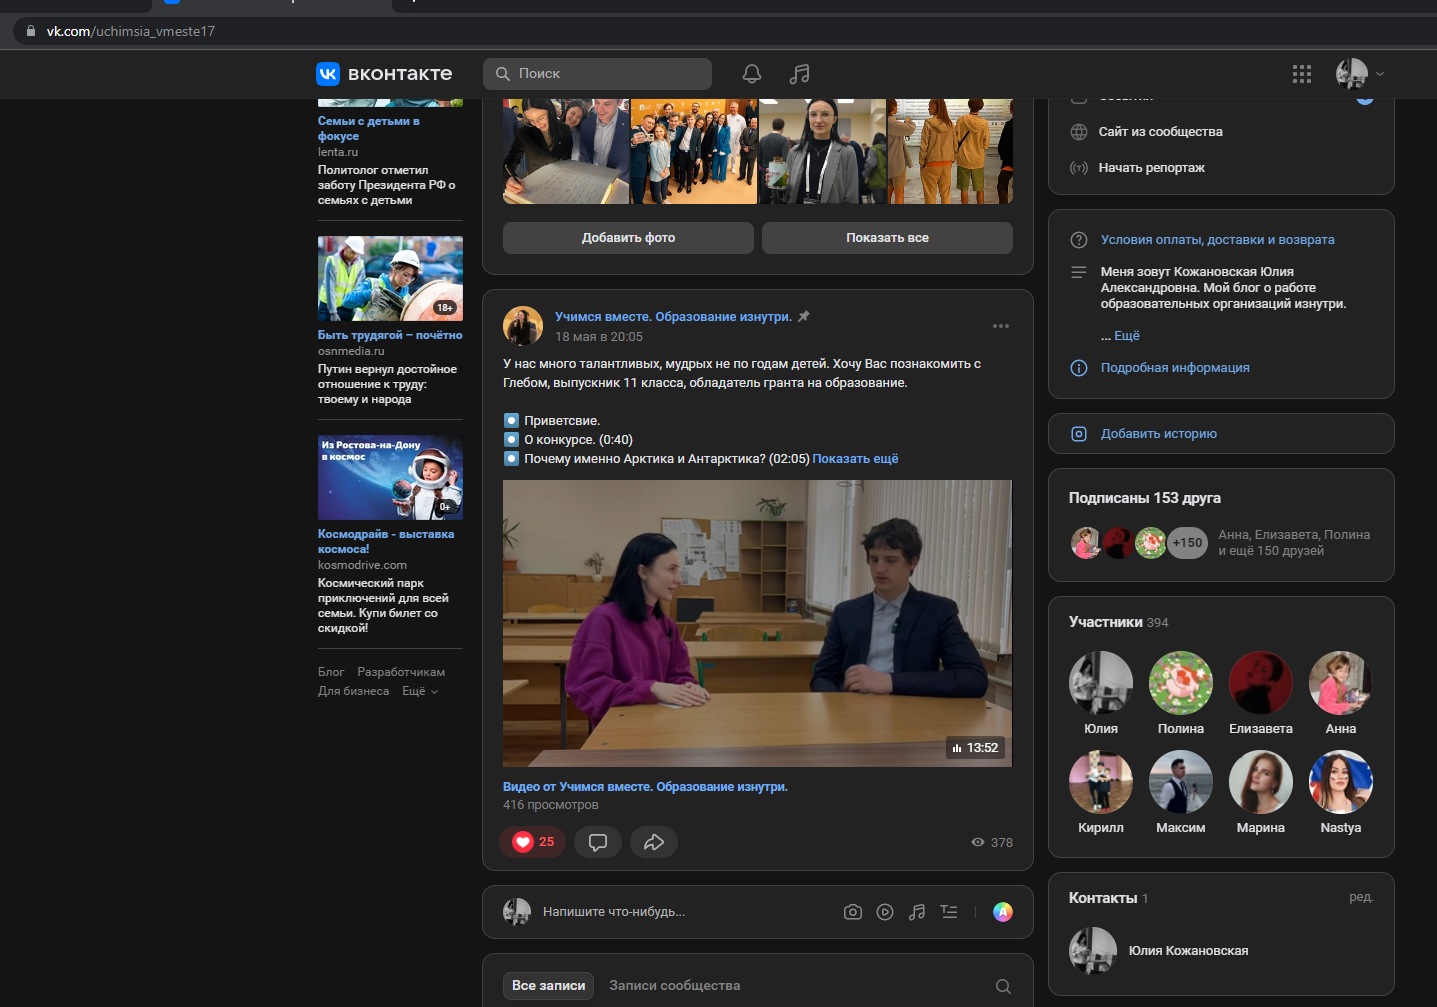 vk.com/uchimsia_vmeste17
вконтакте
Поиск
Семьи с детьми в
фокусе
lenta.ru
Политолог отметил
заботу Президента РФ о
семьях с детьми
18+
Быть трудягой – почётно
osnmedia.ru
Путин вернул достойное
отношение к труду:
твоему и народа
Из Ростова-на-Дону
в космос
0+
Космодрайв - выставка
космоса!
kosmodrive.com
Космический парк
приключений для всей
семьи. Купи билет со
скидкой!
Блог Разработчикам
Для бизнеса Ещё
Добавить фото
Показать все
Учимся вместе. Образование изнутри.
18 мая в 20:05
У нас много талантливых, мудрых не по годам детей. Хочу Вас познакомить с
Глебом, выпускник 11 класса, обладатель гранта на образование.
Приветсвие.
О конкурсе. (0:40)
Почему именно Арктика и Антарктика? (02:05) Показать ещё
13:52
Видео от Учимся вместе. Образование изнутри.
416 просмотров
25
378
Напишите что-нибудь...
Все записи
Записи сообщества
Сайт из сообщества
Начать репортаж
Условия оплаты, доставки и возврата
Меня зовут Кожановская Юлия
Александровна. Мой блог о работе
образовательных организаций изнутри.
... Ещё
Подробная информация
Добавить историю
Подписаны 153 друга
+150
Анна, Елизавета, Полина
и ещё 150 друзей
Участники 394
Юлия
Полина
Елизавета
Анна
Кирилл
Максим
Марина
Nastya
Контакты 1
ред.
Юлия Кожановская